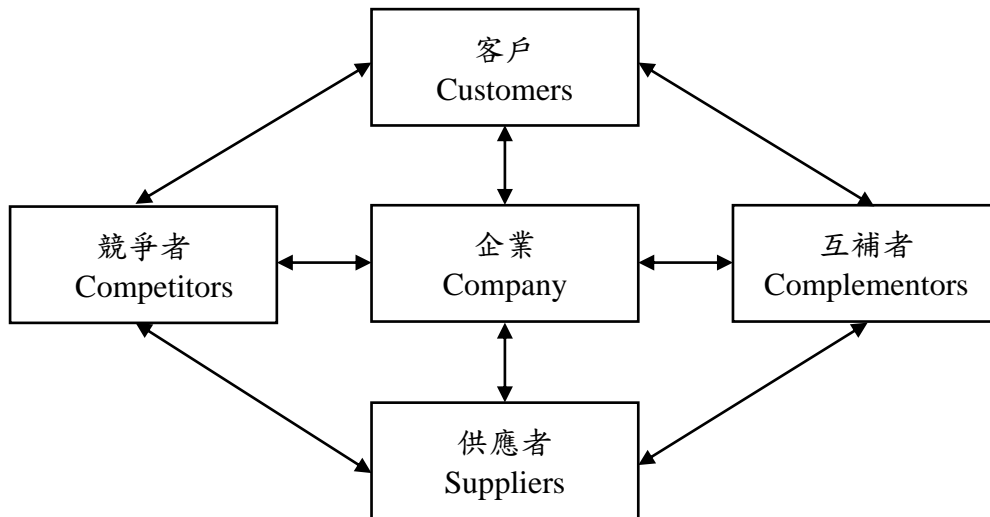 客戶
Customers
競爭者
Competitors
企業
Company
互補者
Complementors
供應者
Suppliers